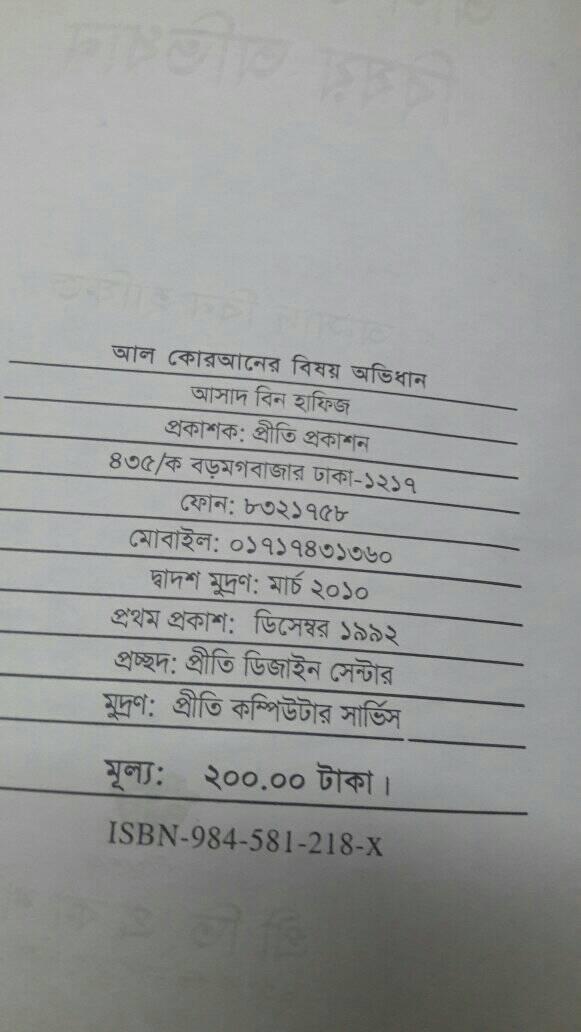 আল কোরআনের বিষয় অভিধান
আসাদ বিন হাফিজ
প্রকাশক: প্রীতি প্রকাশন
৪৩৫/ক বড়মগবাজার ঢাকা-১২১৭
ফোন: ৮৩২১৭৫৮
মোবাইল: ০১৭১৭৪৩১৩৬০
দ্বাদশ মুদ্রণ: মার্চ ২০১০
প্রথম প্রকাশ: ডিসেম্বর ১৯৯২
প্রচ্ছদ: প্রীতি ডিজাইন সেন্টার
মুদ্রণ: প্রীতি কম্পিউটার সার্ভিস
মূল্য: ২০০.০০ টাকা।
ISBN-984-581-218-X